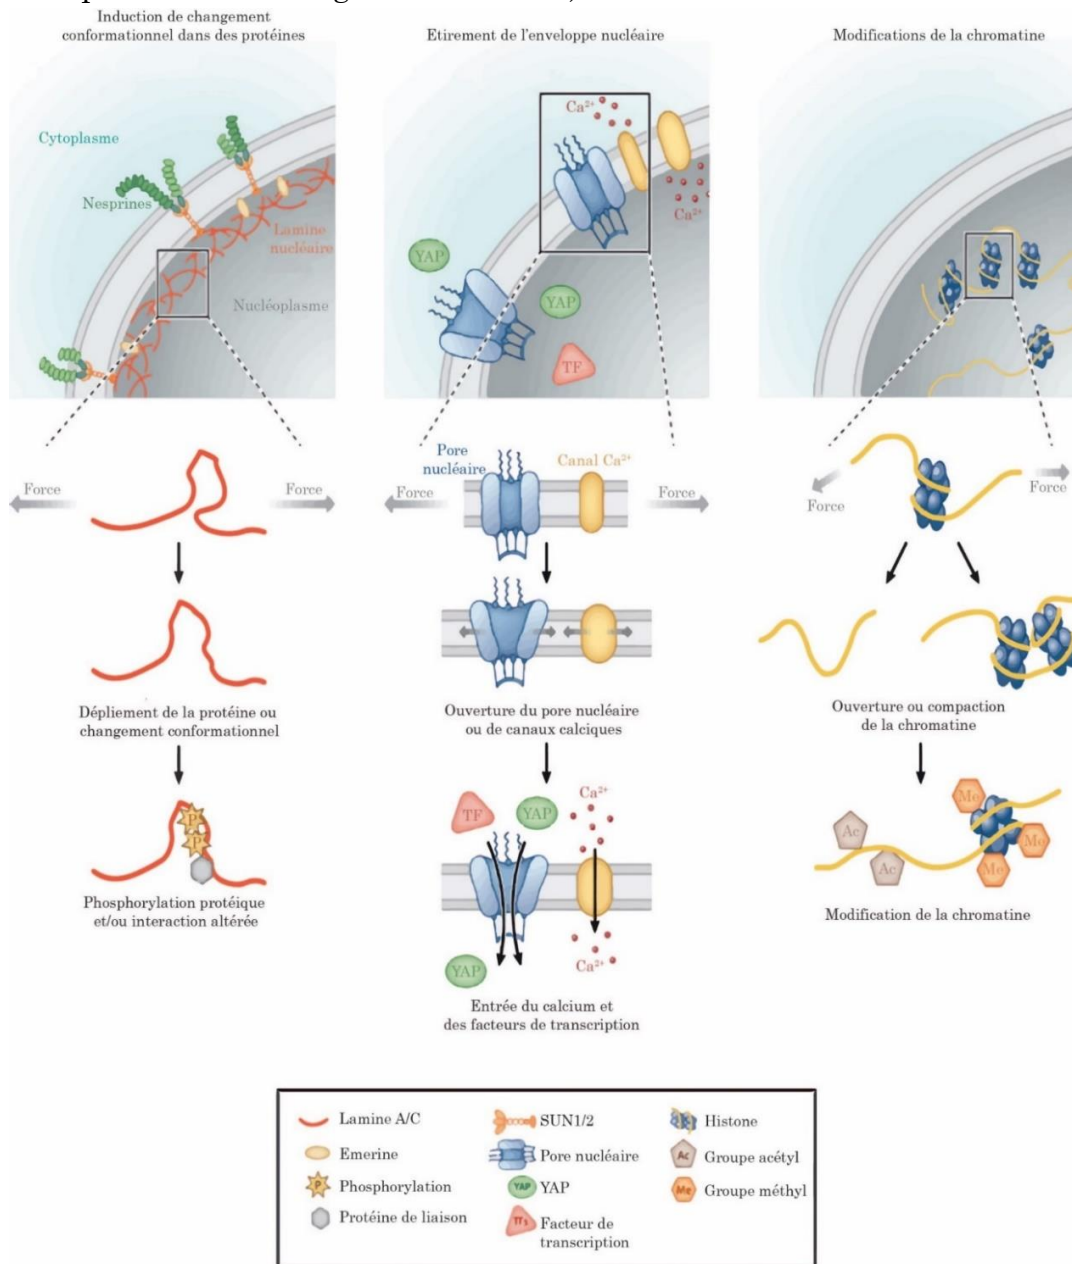 Induction de changement
conformationnel dans des protéines
Etirement de l'enveloppe nucléaire
Modifications de la chromatine
Cytoplasme
Nesprines
Lamine
nucléaire
Nucléoplasme
Ca²⁺
Ca²⁺
YAP
YAP
TF
Force
Force
Pore
nucléaire
Canal Ca²⁺
Force
Force
Force
Force
Dépliement de la protéine ou
changement conformationnel
Ouverture du pore nucléaire
ou de canaux calciques
Ouverture ou compaction
de la chromatine
P
P
Phosphorylation protéique
et/ou interaction altérée
TF
YAP
Ca²⁺
YAP
Ca²⁺
Entrée du calcium et
des facteurs de transcription
Ac
Ac
Me
Me
Me
Modification de la chromatine
Lamine A/C
Emerine
P Phosphorylation
Protéine de liaison
SUN1/2
Pore nucléaire
YAP YAP
Facteur de
transcription
Histone
Ac Groupe acétyl
Me Groupe méthyl